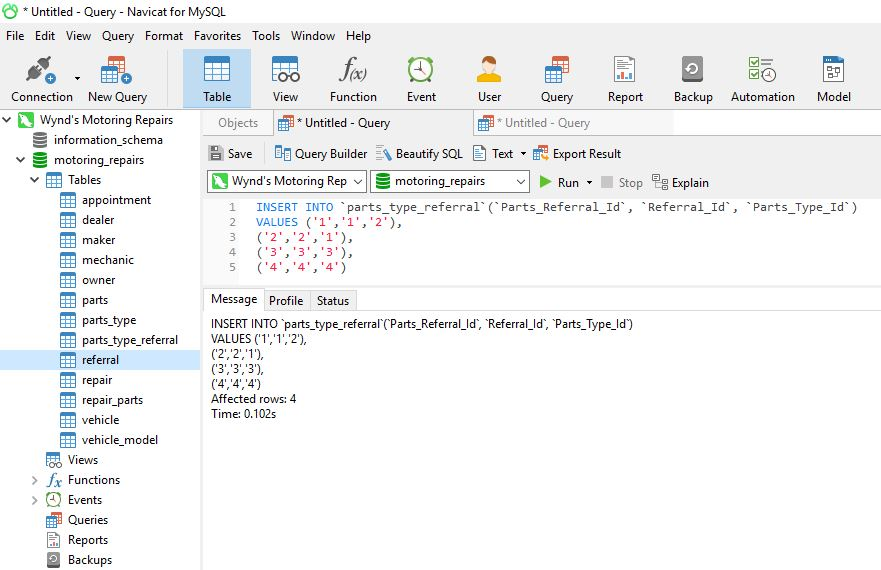 * Untitled - Query - Navicat for MySQL
File Edit View Query Format Favorites Tools Window Help
Connection New Query Table View Function Event User Query Report Backup Automation Model
f(x)
Wynd's Motoring Repairs
information_schema
motoring_repairs
Tables
appointment
dealer
maker
mechanic
owner
parts
parts_type
parts_type_referral
referral
repair
repair_parts
vehicle
vehicle_model
Views
fx Functions
Events
Queries
Reports
Backups
Objects * Untitled - Query * Untitled - Query
Save Query Builder Beautify SQL Text Export Result
Wynd's Motoring Rep motoring_repairs Run Stop Explain
1 INSERT INTO `parts_type_referral`(`Parts_Referral_Id`, `Referral_Id`, `Parts_Type_Id`)
2 VALUES ('1','1','2'),
3 ('2','2','1'),
4 ('3','3','3'),
5 ('4','4','4')
Message Profile Status
INSERT INTO `parts_type_referral`(`Parts_Referral_Id`, `Referral_Id`, `Parts_Type_Id`)
VALUES ('1','1','2'),
('2','2','1'),
('3','3','3'),
('4','4','4')
Affected rows: 4
Time: 0.102s